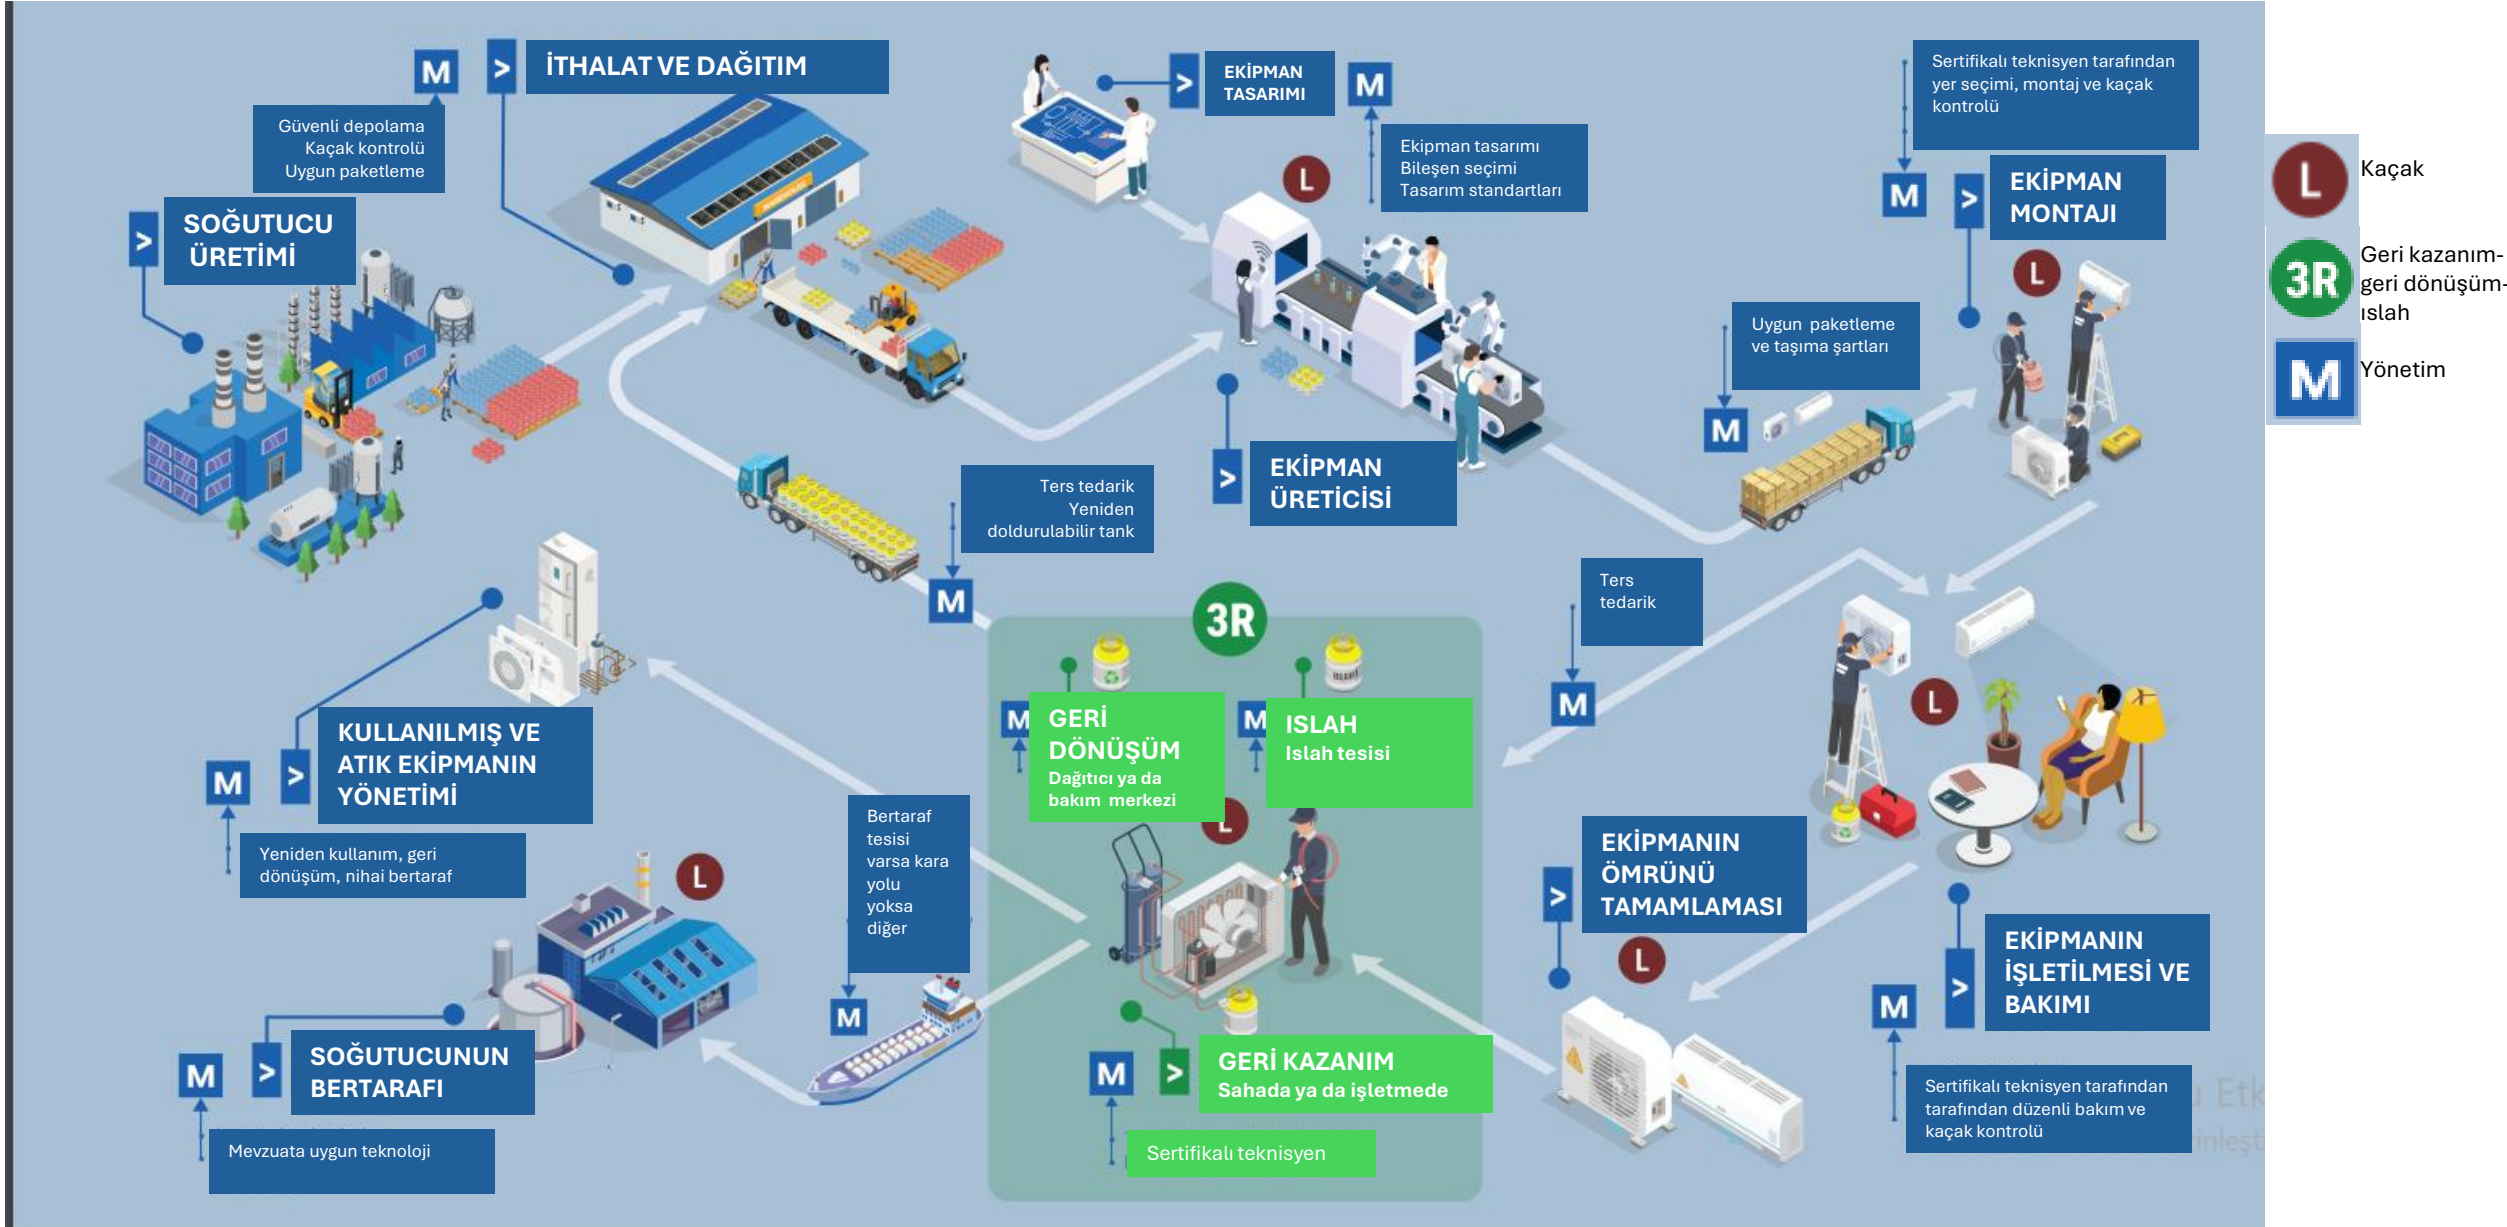 M
>
İTHALAT VE DAĞITIM
Güvenli depolama
Kaçak kontrolü
Uygun paketleme
>
SOĞUTUCU
ÜRETİMİ
>
EKİPMAN
TASARIMI
M
Ekipman tasarımı
Bileşen seçimi
Tasarım standartları
L
Sertifikalı teknisyen tarafından
yer seçimi, montaj ve kaçak
kontrolü
M
>
EKİPMAN
MONTAJI
L
L
Kaçak
3R
Geri kazanım-
geri dönüşüm-
ıslah
M
Yönetim
Uygun paketleme
ve taşıma şartları
M
>
EKİPMAN
ÜRETİCİSİ
Ters tedarik
Yeniden
doldurulabilir tank
M
Ters
tedarik
M
3R
M
GERİ
DÖNÜŞÜM
Dağıtıcı ya da
bakım merkezi
M
ISLAH
Islah tesisi
L
L
M
>
KULLANILMIŞ VE
ATIK EKİPMANIN
YÖNETİMİ
Yeniden kullanım, geri
dönüşüm, nihai bertaraf
Bertaraf
tesisi
varsa kara
yolu
yoksa
diğer
M
L
>
EKİPMANIN
ÖMRÜNÜ
TAMAMLAMASI
L
M
>
EKİPMANIN
İŞLETİLMESİ VE
BAKIMI
Sertifikalı teknisyen tarafından
tarafından düzenli bakım ve
kaçak kontrolü
M
>
SOĞUTUCUNUN
BERTARAFI
Mevzuata uygun teknoloji
M
>
GERİ KAZANIM
Sahada ya da işletmede
Sertifikalı teknisyen